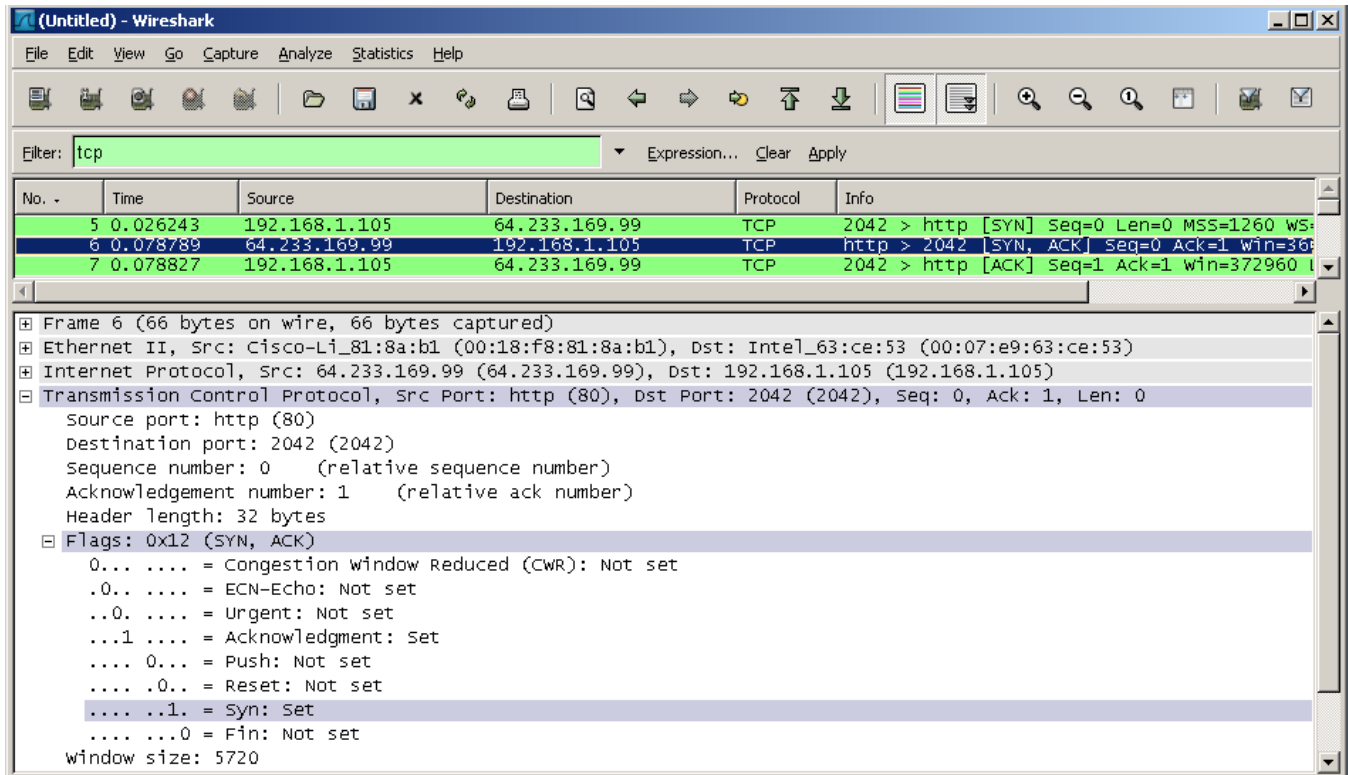 (Untitled) - Wireshark
File Edit View Go Capture Analyze Statistics Help
Filter: tcp Expression... Clear Apply
No. Time Source Destination Protocol Info
5 0.026243 192.168.1.105 64.233.169.99 TCP 2042 > http [SYN] Seq=0 Len=0 MSS=1260 WS=
6 0.078789 64.233.169.99 192.168.1.105 TCP http > 2042 [SYN, ACK] Seq=0 Ack=1 Win=
7 0.078827 192.168.1.105 64.233.169.99 TCP 2042 > http [ACK] Seq=1 Ack=1 Win=372960
Frame 6 (66 bytes on wire, 66 bytes captured)
Ethernet II, Src: Cisco-Li_81:8a:b1 (00:18:f8:81:8a:b1), Dst: Intel_63:ce:53 (00:07:e9:63:ce:53)
Internet Protocol, Src: 64.233.169.99 (64.233.169.99), Dst: 192.168.1.105 (192.168.1.105)
Transmission Control Protocol, Src Port: http (80), Dst Port: 2042 (2042), Seq: 0, Ack: 1, Len: 0
Source port: http (80)
Destination port: 2042 (2042)
Sequence number: 0 (relative sequence number)
Acknowledgement number: 1 (relative ack number)
Header length: 32 bytes
Flags: 0x12 (SYN, ACK)
0... .... = Congestion Window Reduced (CWR): Not set
.0.. .... = ECN-Echo: Not set
..0. .... = Urgent: Not set
...1 .... = Acknowledgment: Set
.... 0... = Push: Not set
.... .0.. = Reset: Not set
.... ..1. = Syn: Set
.... ...0 = Fin: Not set
Window size: 5720